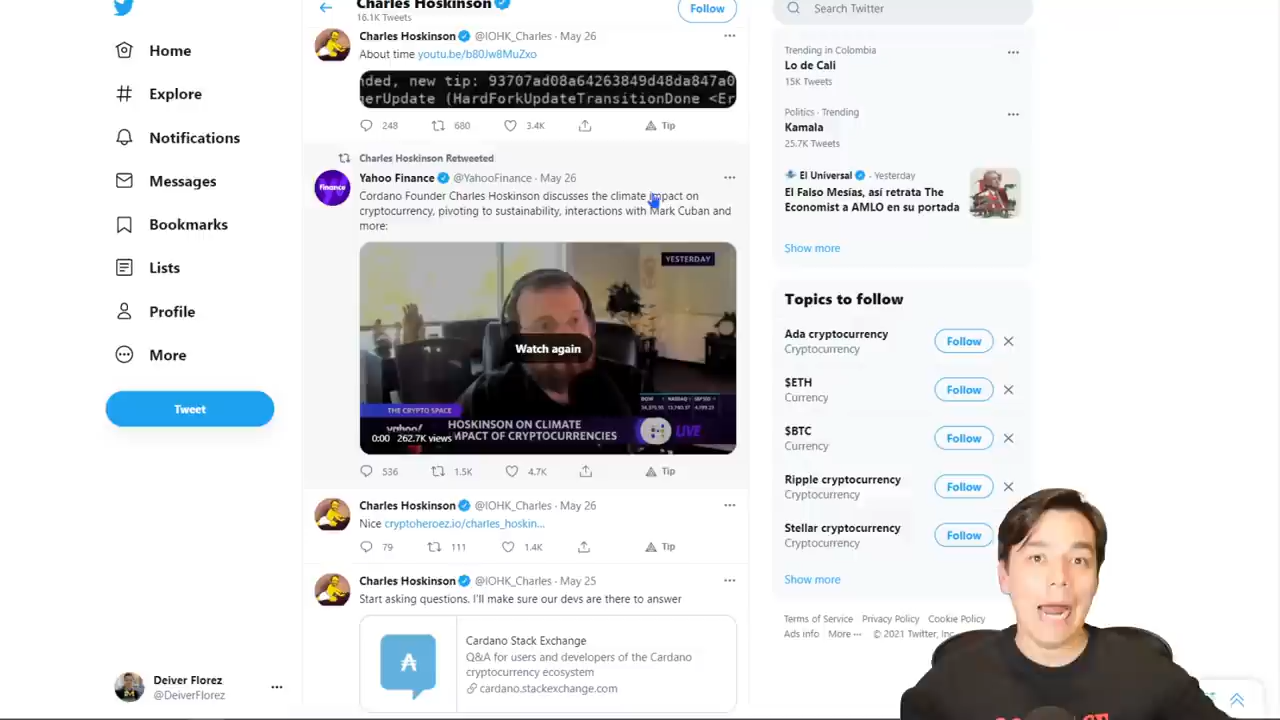 Home
Explore
Notifications
Messages
Bookmarks
Lists
Profile
More
Tweet
Deiver Florez
@DeiverFlorez
Charles Hoskinson
16.1K Tweets
Follow
Charles Hoskinson @IOHK_Charles · May 26
About time youtu.be/b80Jw8MuZxo
nded, new tip: 93707ad08a64263849d48da847a0
gerUpdate (HardForkUpdateTransitionDone <Er
248 680 3.4K Tip
Charles Hoskinson Retweeted
Yahoo Finance @YahooFinance · May 26
Cordano Founder Charles Hoskinson discusses the climate impact on
cryptocurrency, pivoting to sustainability, interactions with Mark Cuban and
more:
finance
YESTERDAY
Watch again
THE CRYPTO SPACE
DOW NASDAQ S&P500
yahoo!
HOSKINSON ON CLIMATE
IMPACT OF CRYPTOCURRENCIES
0:00 262.7K views
LIVE
536 1.5K 4.7K Tip
Charles Hoskinson @IOHK_Charles · May 26
Nice cryptoheroez.io/charles_hoskin...
79 111 1.4K Tip
Charles Hoskinson @IOHK_Charles · May 25
Start asking questions. I'll make sure our devs are there to answer
Cardano Stack Exchange
Q&A for users and developers of the Cardano
cryptocurrency ecosystem
cardano.stackexchange.com
Search Twitter
Trending in Colombia
Lo de Cali
15K Tweets
Politics · Trending
Kamala
25.7K Tweets
El Universal · Yesterday
El Falso Mesías, así retrata The
Economist a AMLO en su portada
Show more
Topics to follow
Ada cryptocurrency
Cryptocurrency
Follow
$ETH
Currency
Follow
$BTC
Currency
Follow
Ripple cryptocurrency
Cryptocurrency
Follow
Stellar cryptocurrency
Cryptocurrency
Follow
Show more
Terms of Service Privacy Policy Cookie Policy
Ads info More ··· © 2021 Twitter, Inc.